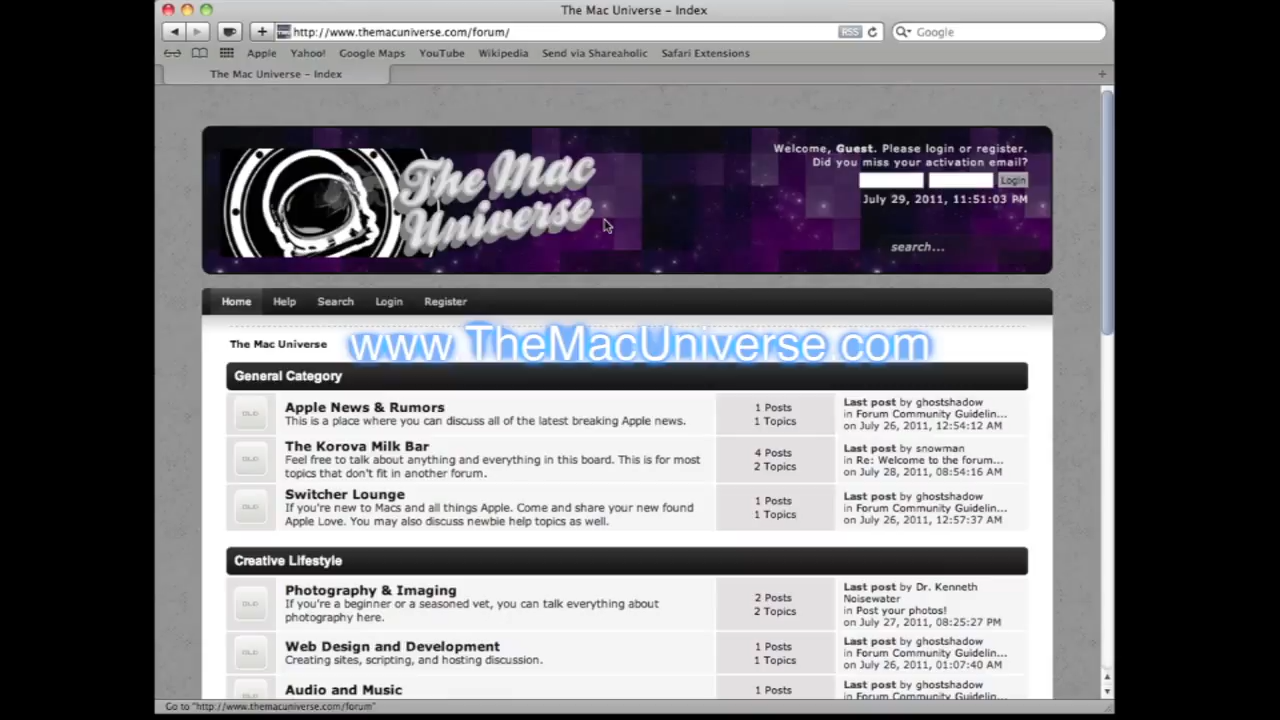 The Mac Universe – Index
http://www.themacuniverse.com/forum/
RSS
Google
Apple Yahoo! Google Maps YouTube Wikipedia Send via Shareaholic Safari Extensions
The Mac Universe – Index
The Mac
Universe
Welcome, Guest. Please login or register.
Did you miss your activation email?
Login
July 29, 2011, 11:51:03 PM
search...
Home Help Search Login Register
The Mac Universe
www.TheMacUniverse.com
General Category
OLD
Apple News & Rumors
This is a place where you can discuss all of the latest breaking Apple news.
1 Posts
1 Topics
Last post by ghostshadow
in Forum Community Guidelin...
on July 26, 2011, 12:54:12 AM
OLD
The Korova Milk Bar
Feel free to talk about anything and everything in this board. This is for most
topics that don't fit in another forum.
4 Posts
2 Topics
Last post by snowman
in Re: Welcome to the forum...
on July 28, 2011, 08:54:16 AM
OLD
Switcher Lounge
If you're new to Macs and all things Apple. Come and share your new found
Apple Love. You may also discuss newbie help topics as well.
1 Posts
1 Topics
Last post by ghostshadow
in Forum Community Guidelin...
on July 26, 2011, 12:57:37 AM
Creative Lifestyle
OLD
Photography & Imaging
If you're a beginner or a seasoned vet, you can talk everything about
photography here.
2 Posts
2 Topics
Last post by Dr. Kenneth
Noisewater
in Post your photos!
on July 27, 2011, 08:25:27 PM
OLD
Web Design and Development
Creating sites, scripting, and hosting discussion.
1 Posts
1 Topics
Last post by ghostshadow
in Forum Community Guidelin...
on July 26, 2011, 01:07:40 AM
OLD
Audio and Music
1 Posts
Last post by ghostshadow
in Forum Community Guidelin...
Go to "http://www.themacuniverse.com/forum"